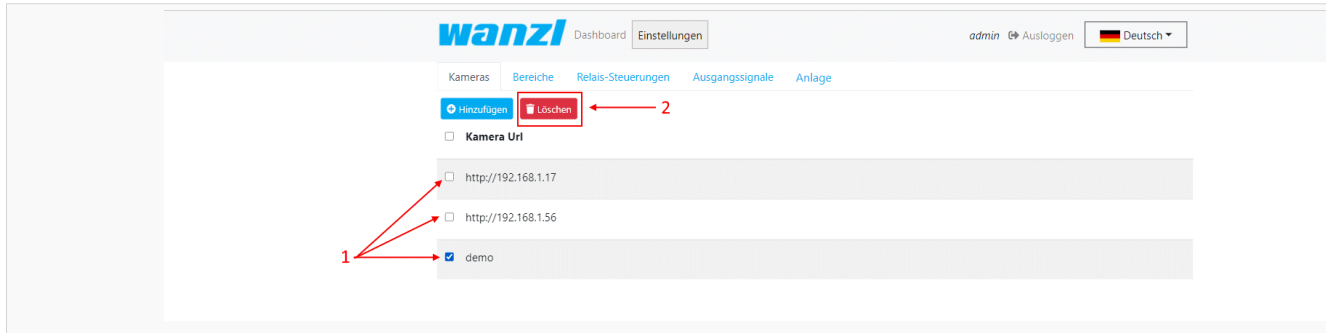 wanzl Dashboard Einstellungen admin Ausloggen Deutsch
Kameras Bereiche Relais-Steuerungen Ausgangssignale Anlage
Hinzufügen Löschen 2
Kamera Url
http://192.168.1.17
http://192.168.1.56
1 demo